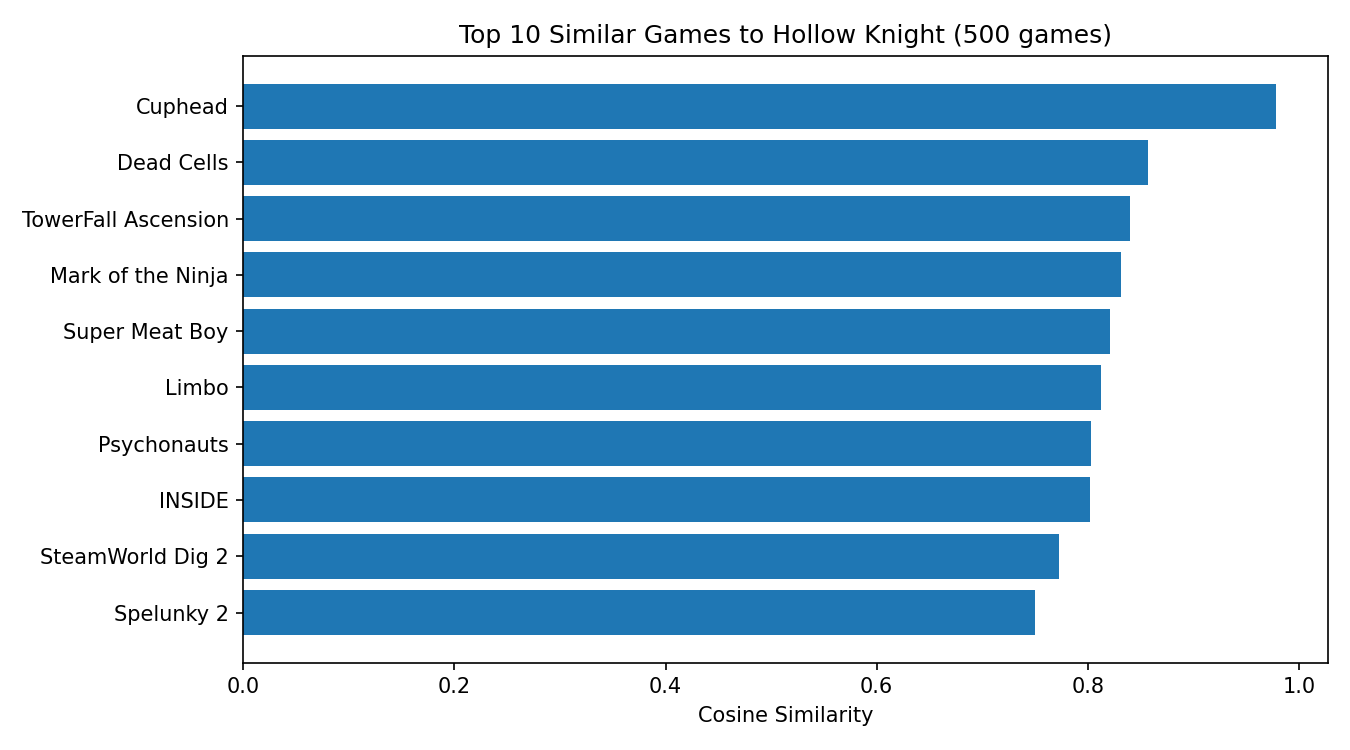 Top 10 Similar Games to Hollow Knight (500 games)
Cuphead
Dead Cells
TowerFall Ascension
Mark of the Ninja
Super Meat Boy
Limbo
Psychonauts
INSIDE
SteamWorld Dig 2
Spelunky 2
0.0 0.2 0.4 0.6 0.8 1.0
Cosine Similarity